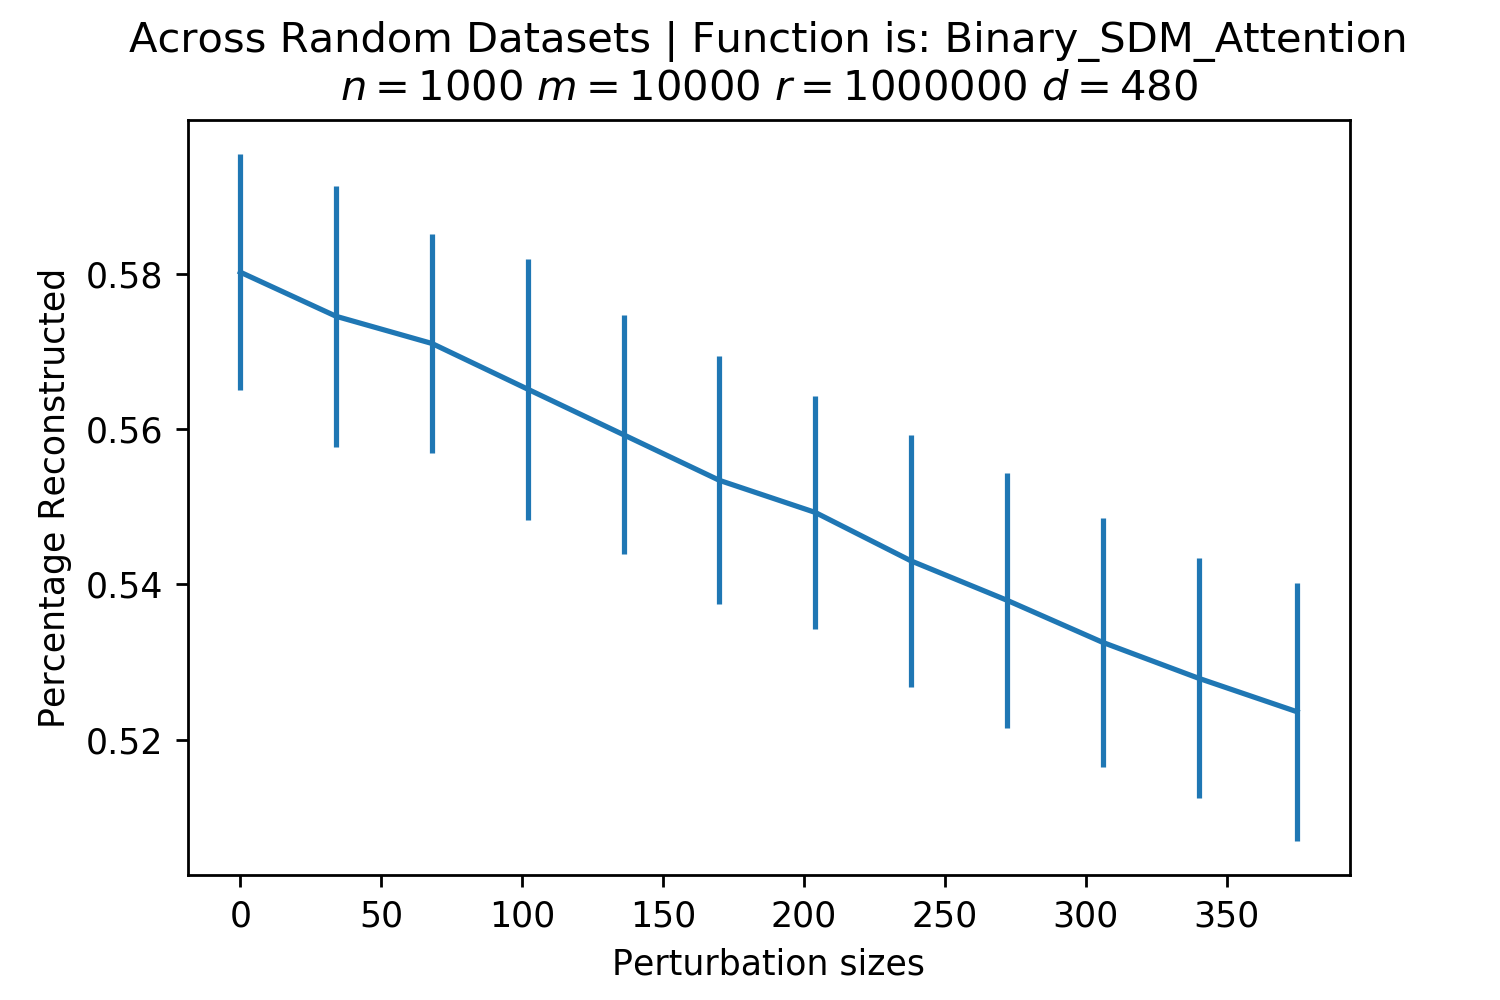 Across Random Datasets | Function is: Binary_SDM_Attention
n = 1000 m = 10000 r = 1000000 d = 480
Percentage Reconstructed
0.58
0.56
0.54
0.52
0 50 100 150 200 250 300 350
Perturbation sizes